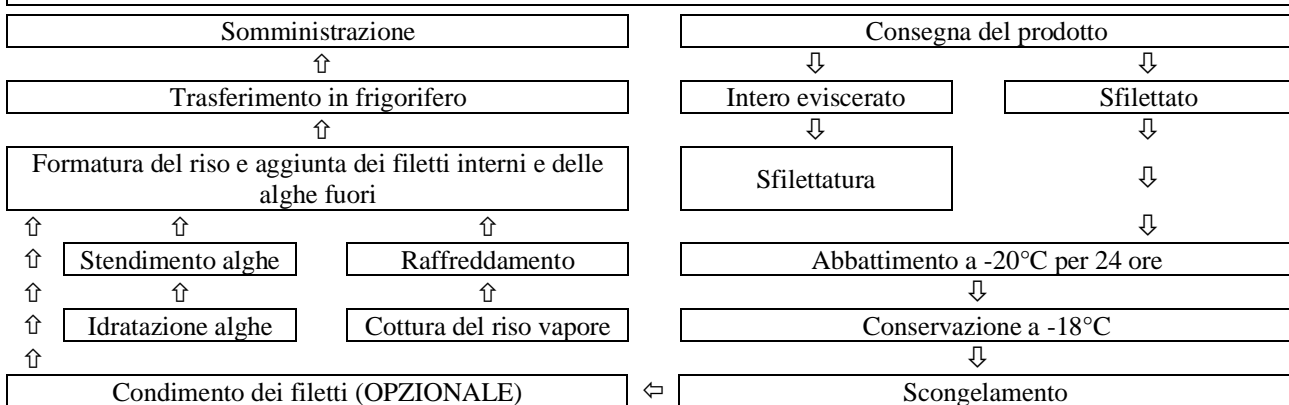 Somministrazione
Consegna del prodotto
⇧
⇩
⇩
Trasferimento in frigorifero
Intero eviscerato
Sfilettato
⇧
⇩
⇩
Formatura del riso e aggiunta dei filetti interni e delle
alghe fuori
Sfilettatura
⇩
⇧
⇧
⇧
⇩
⇧
Stendimento alghe
Raffreddamento
Abbattimento a -20°C per 24 ore
⇧
⇧
⇧
⇩
⇧
Idratazione alghe
Cottura del riso vapore
Conservazione a -18°C
⇧
⇩
Condimento dei filetti (OPZIONALE)
⇦
Scongelamento